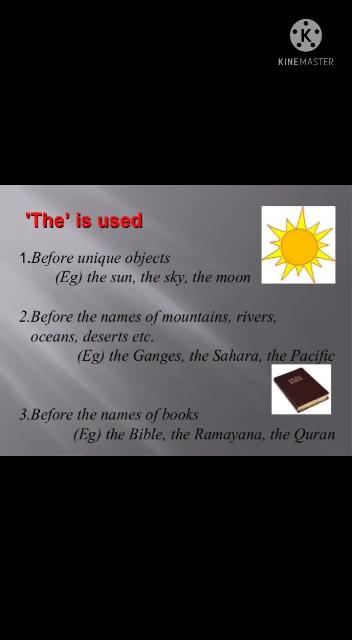 KINEMASTER
'The' is used
1.Before unique objects
(Eg) the sun, the sky, the moon
2.Before the names of mountains, rivers,
oceans, deserts etc.
(Eg) the Ganges, the Sahara, the Pacific
3.Before the names of books
(Eg) the Bible, the Ramayana, the Quran